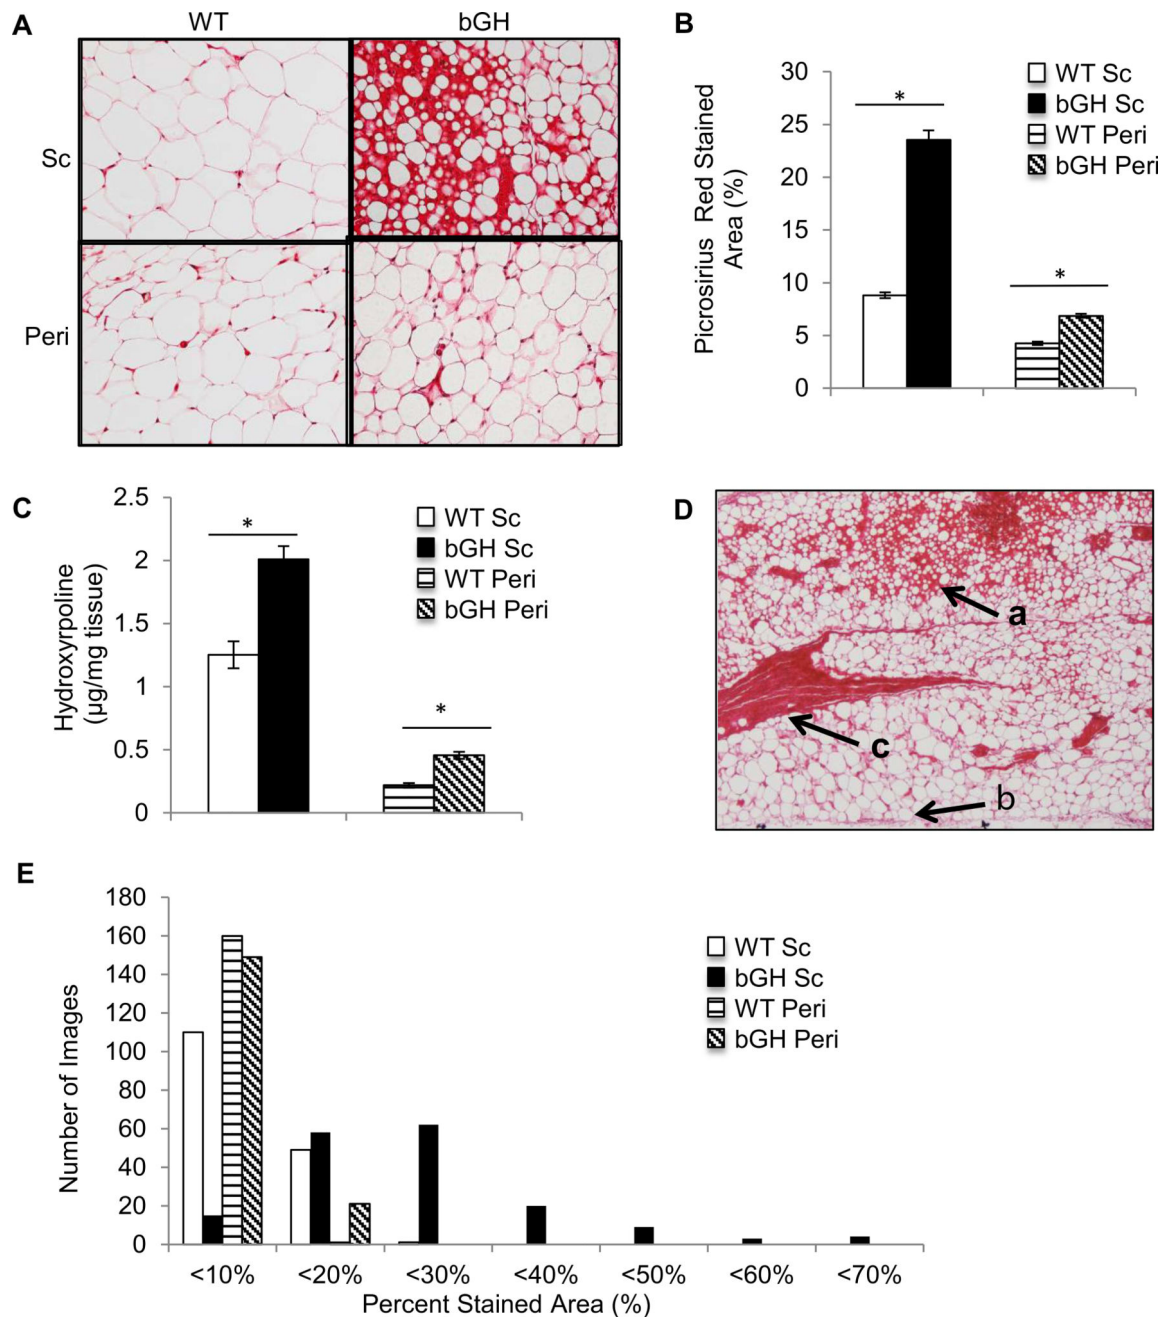 A
WT
bGH
Sc
Peri
B
Picrosirius Red Stained
Area (%)
30
25
20
15
10
5
0
*
*
WT Sc
bGH Sc
WT Peri
bGH Peri
C
Hydroxyrpoline
(μg/mg tissue)
2.5
2
1.5
1
0.5
0
*
*
WT Sc
bGH Sc
WT Peri
bGH Peri
D
a
c
b
E
Number of Images
180
160
140
120
100
80
60
40
20
0
WT Sc
bGH Sc
WT Peri
bGH Peri
<10% <20% <30% <40% <50% <60% <70%
Percent Stained Area (%)